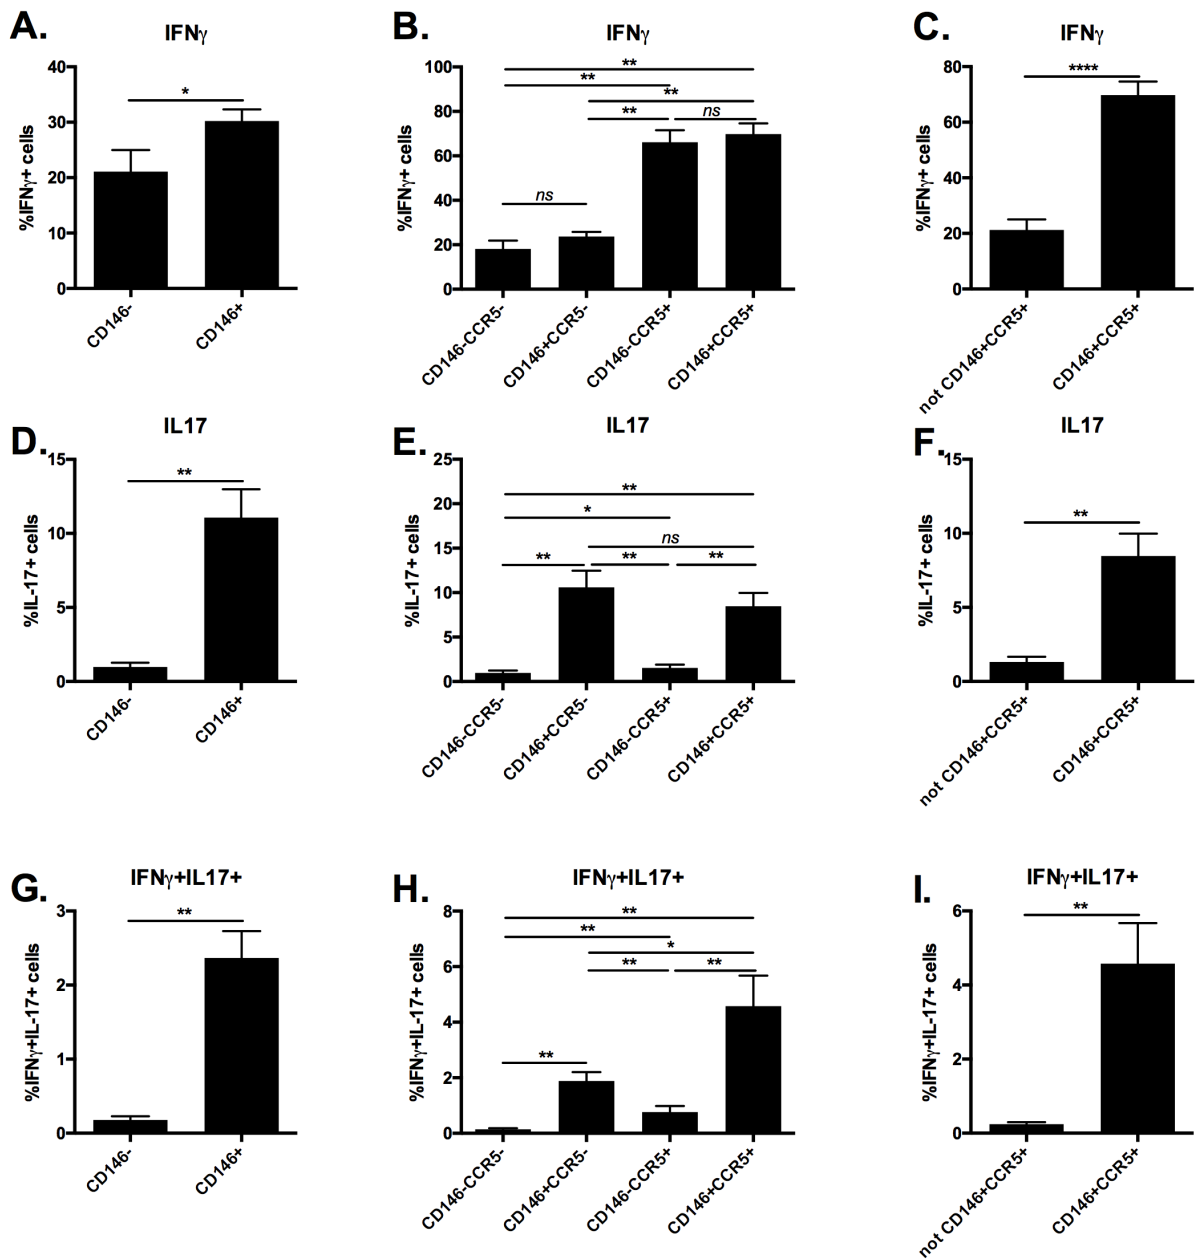 A.
IFNγ
%IFNγ+ cells
40
30
20
10
0
*
CD146-
CD146+
B.
IFNγ
%IFNγ+ cells
100
80
60
40
20
0
**
**
**
**
ns
ns
CD146-CCR5-
CD146+CCR5-
CD146-CCR5+
CD146+CCR5+
C.
IFNγ
%IFNγ+ cells
80
60
40
20
0
****
not CD146+CCR5+
CD146+CCR5+
D.
IL17
%IL-17+ cells
15
10
5
0
**
CD146-
CD146+
E.
IL17
%IL-17+ cells
25
20
15
10
5
0
**
*
ns
**
**
**
CD146-CCR5-
CD146+CCR5-
CD146-CCR5+
CD146+CCR5+
F.
IL17
%IL-17+ cells
15
10
5
0
**
not CD146+CCR5+
CD146+CCR5+
G.
IFNγ+IL17+
%IFNγ+IL-17+ cells
3
2
1
0
**
CD146-
CD146+
H.
IFNγ+IL17+
%IFNγ+IL-17+ cells
8
6
4
2
0
**
**
*
**
**
**
CD146-CCR5-
CD146+CCR5-
CD146-CCR5+
CD146+CCR5+
I.
IFNγ+IL17+
%IFNγ+IL-17+ cells
6
4
2
0
**
not CD146+CCR5+
CD146+CCR5+